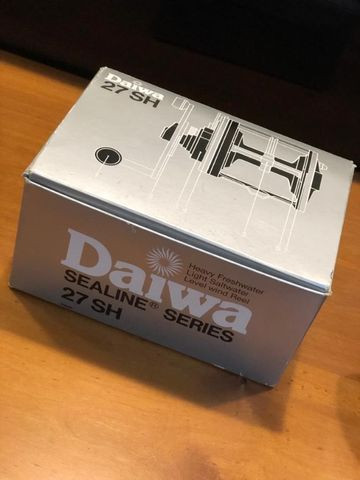 Daiwa
27 SH
Daiwa
Heavy Freshwater
Light Saltwater
Level wind Reel
SEALINE® SERIES
27 SH